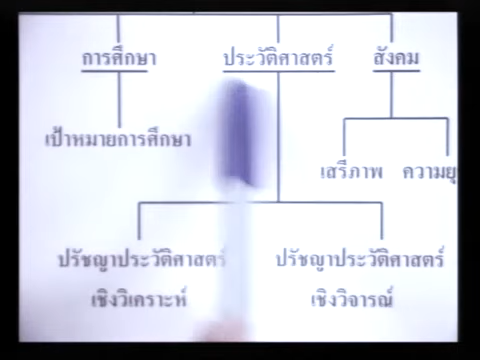 การศึกษา ประวัติศาสตร์ สังคม
เป้าหมายการศึกษา
เสรีภาพ
ปรัชญาประวัติศาสตร์ ปรัชญาประวัติศาสตร์
เชิงวิเคราะห์ เชิงวิจารณ์